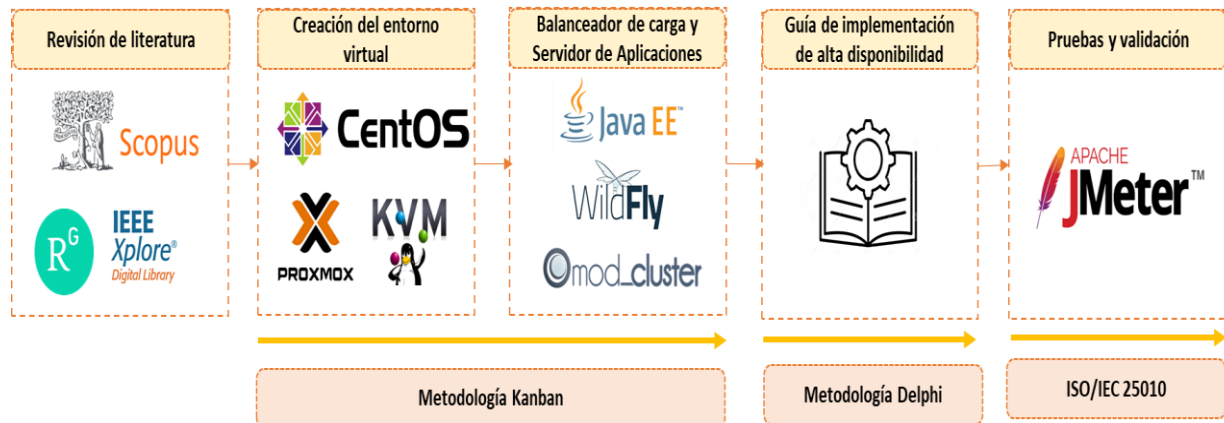 Revisión de literatura
Scopus
R G
IEEE
Xplore®
Digital Library
Creación del entorno
virtual
CentOS
PROXMOX
KVM
Balanceador de carga y
Servidor de Aplicaciones
Java EE™
WildFly
mod_cluster
Guía de implementación
de alta disponibilidad
Pruebas y validación
APACHE
JMeter™
Metodología Kanban
Metodología Delphi
ISO/IEC 25010